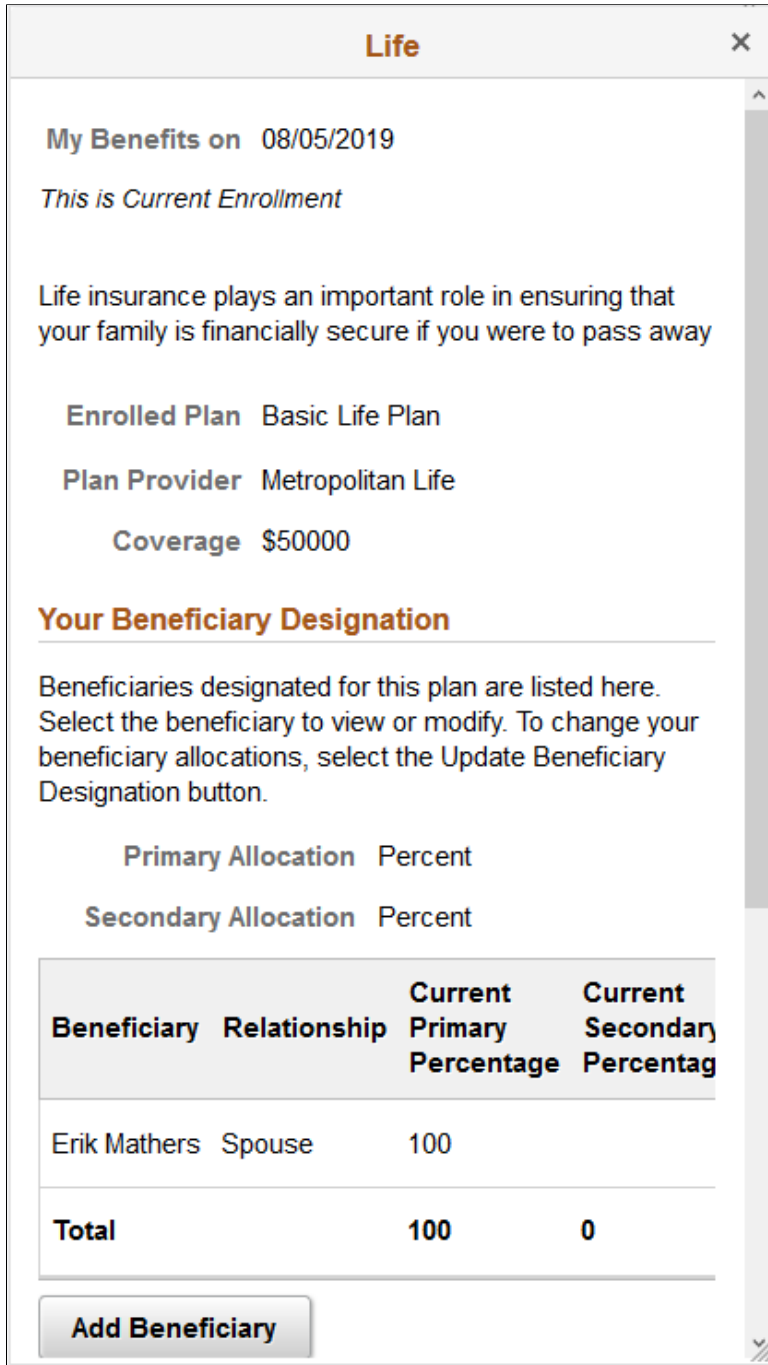 Life
My Benefits on 08/05/2019
This is Current Enrollment
Life insurance plays an important role in ensuring that
your family is financially secure if you were to pass away
Enrolled Plan Basic Life Plan
Plan Provider Metropolitan Life
Coverage $50000
Your Beneficiary Designation
Beneficiaries designated for this plan are listed here.
Select the beneficiary to view or modify. To change your
beneficiary allocations, select the Update Beneficiary
Designation button.
Primary Allocation Percent
Secondary Allocation Percent
Current Current
Beneficiary Relationship Primary Secondary
Percentage Percentag
Erik Mathers Spouse 100
Total 100 0
Add Beneficiary